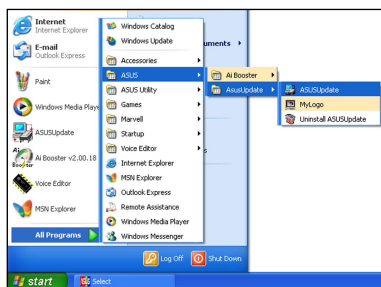 Internet
Internet Explorer
E-mail
Outlook Express
Paint
Windows Media Playe
ASUSUpdate
Ai Booster v2.00.18
Voice Editor
MSN Explorer
All Programs
Windows Catalog
Windows Update
Accessories
ASUS
ASUS Utility
Games
Marvell
Startup
Voice Editor
Internet Explorer
MSN Explorer
Outlook Express
Remote Assistance
Windows Media Player
Windows Messenger
uments
s
Ai Booster
AsusUpdate
ASUSUpdate
MyLogo
Uninstall ASUSUpdate
Log Off
Shut Down
start
Select